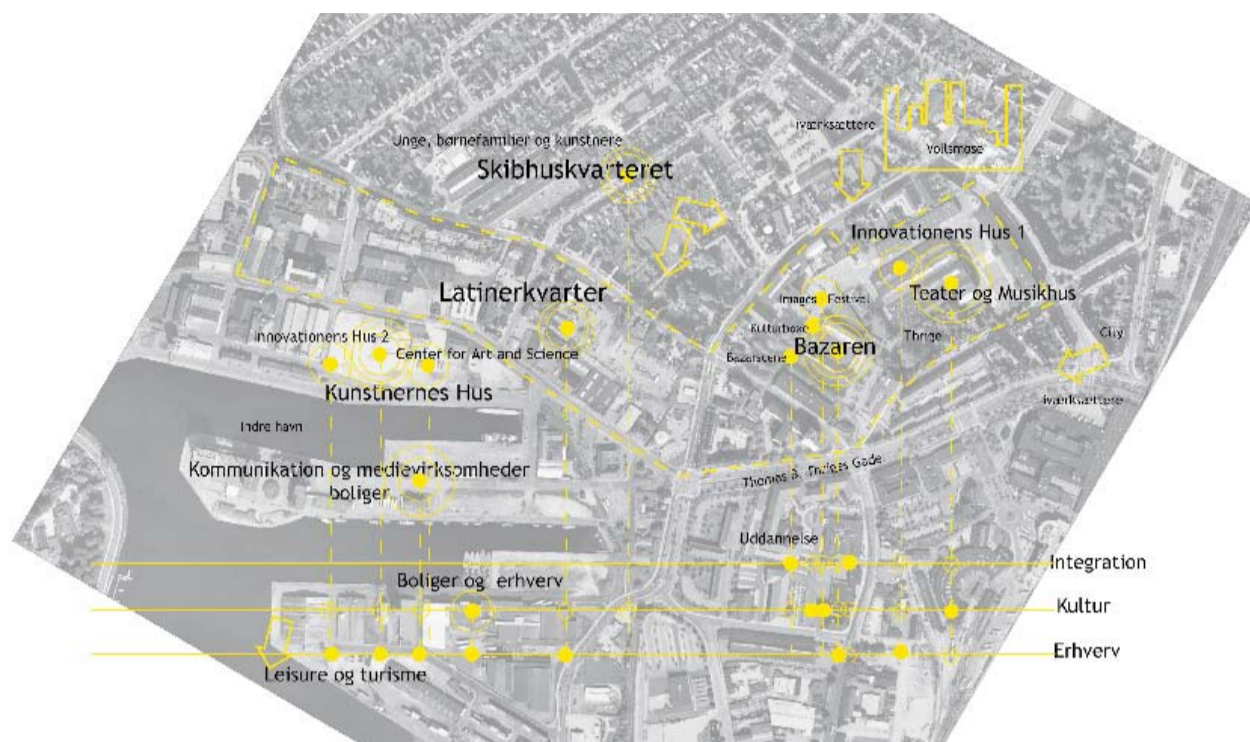 iværksættere
Vollsmose
Unge, børnefamilier og kunstnere
Skibhuskvarteret
Innovationens Hus 1
Teater og Musikhus
Latinerkvarter
Images Festival
Kulturboxe
Thrige
City
Bazaren
Bazarscene
Innovationens Hus 2
Center for Art and Science
Kunstnernes Hus
iværksættere
Indre havn
Kommunikation og mediavirksomheder
boliger
Thomas B. Thriges Gade
Uddannelse
Integration
Boliger og erhverv
Kultur
Erhverv
Leisure og turisme